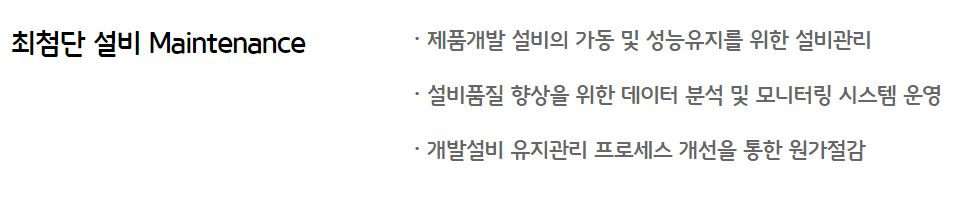 최첨단 설비 Maintenance
· 제품개발 설비의 가동 및 성능유지를 위한 설비관리
· 설비품질 향상을 위한 데이터 분석 및 모니터링 시스템 운영
· 개발설비 유지관리 프로세스 개선을 통한 원가절감